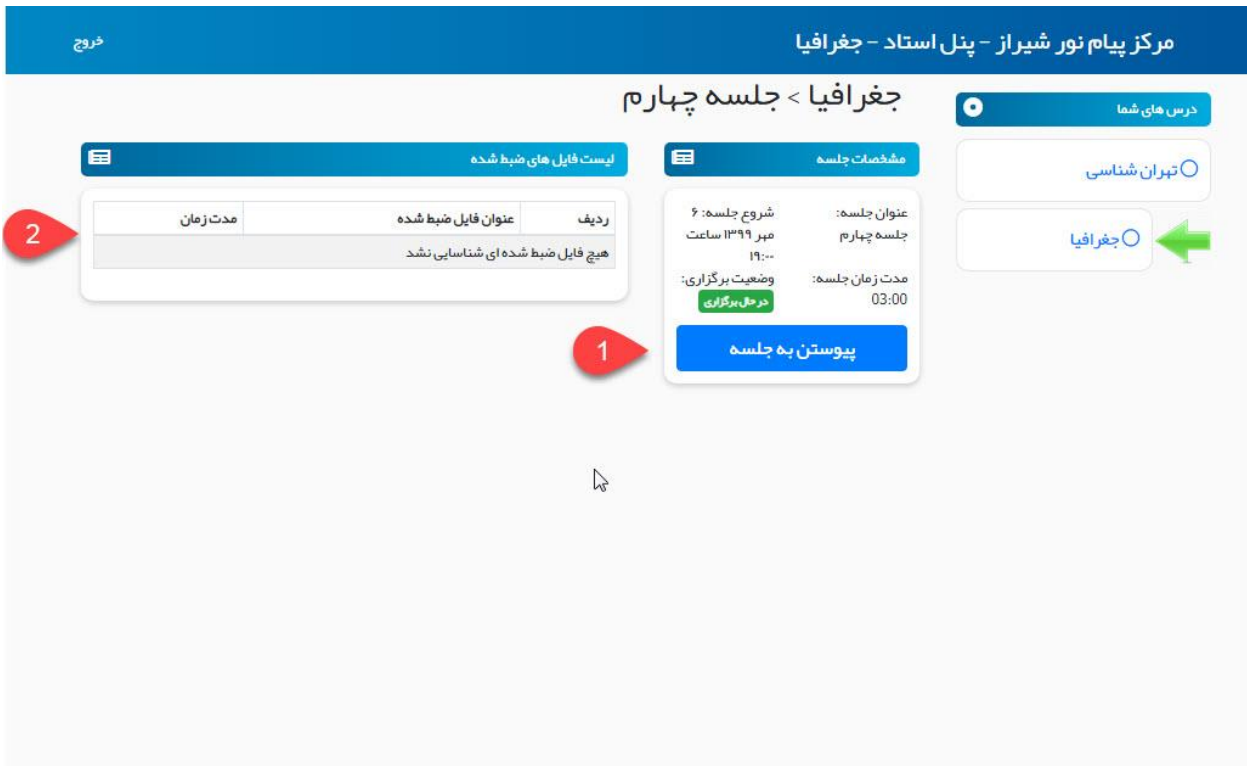 مرکز پیام نور شیراز - پنل استاد - جغرافیا
خروج
درس های شما
تهران شناسی
جغرافیا
جغرافیا > جلسه چهارم
مشخصات جلسه
عنوان جلسه:
جلسه چهارم
شروع جلسه: ۶
مهر ۱۳۹۹ ساعت
۱۹:۰۰
مدت زمان جلسه:
03:00
وضعیت برگزاری:
در حال برگزاری
پیوستن به جلسه
1
لیست فایل های ضبط شده
ردیف عنوان فایل ضبط شده مدت زمان
هیچ فایل ضبط شده ای شناسایی نشد
2